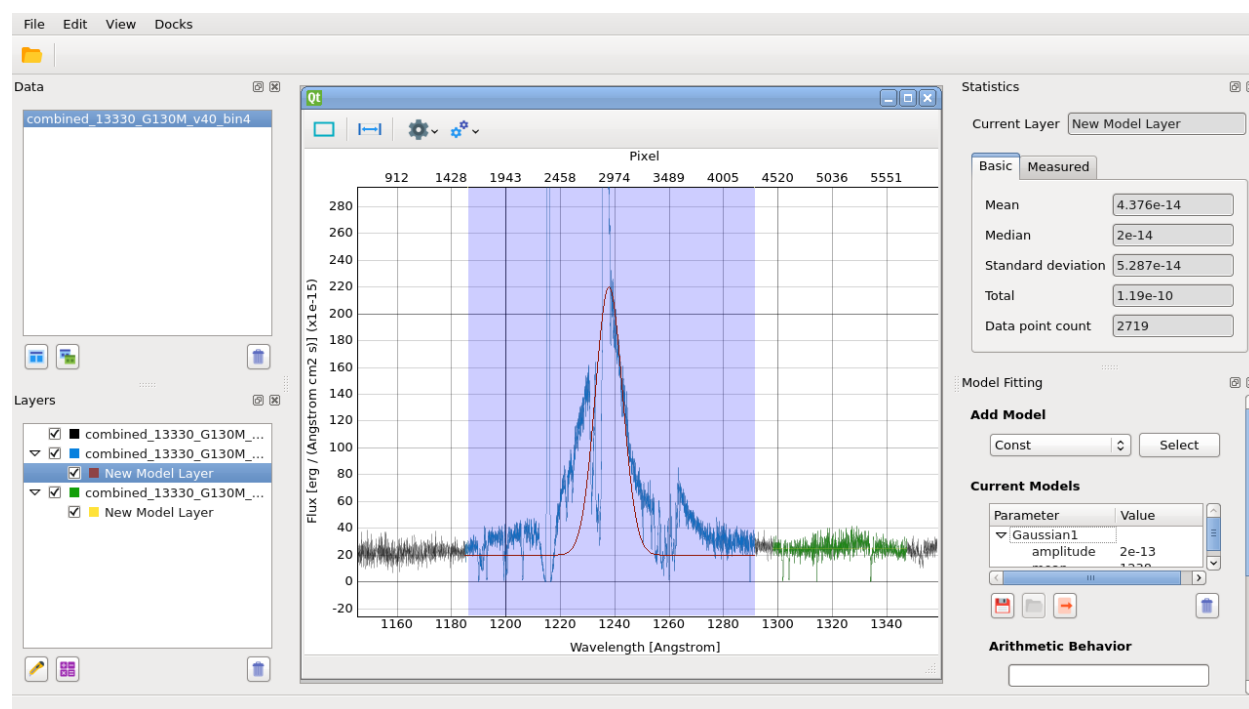 File Edit View Docks
Data
combined_13330_G130M_v40_bin4
Layers
combined_13330_G130M_...
combined_13330_G130M_...
New Model Layer
combined_13330_G130M_...
New Model Layer
Qt
Pixel
912 1428 1943 2458 2974 3489 4005 4520 5036 5551
Flux [erg / (Angstrom cm2 s)] (x1e-15)
280
260
240
220
200
180
160
140
120
100
80
60
40
20
0
-20
1160 1180 1200 1220 1240 1260 1280 1300 1320 1340
Wavelength [Angstrom]
Statistics
Current Layer New Model Layer
Basic Measured
Mean 4.376e-14
Median 2e-14
Standard deviation 5.287e-14
Total 1.19e-10
Data point count 2719
Model Fitting
Add Model
Const Select
Current Models
Parameter Value
Gaussian1
amplitude 2e-13
Arithmetic Behavior